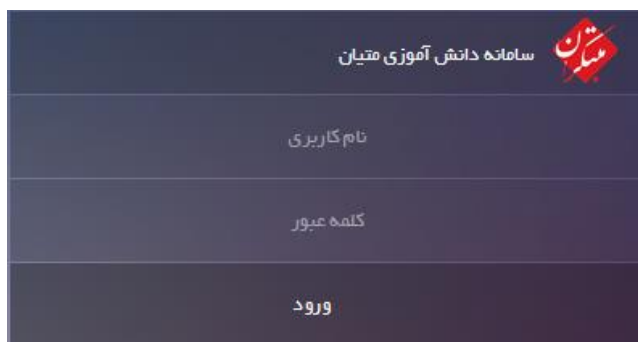 سامانه دانش آموزی متیان
نام کاربری
کلمه عبور
ورود